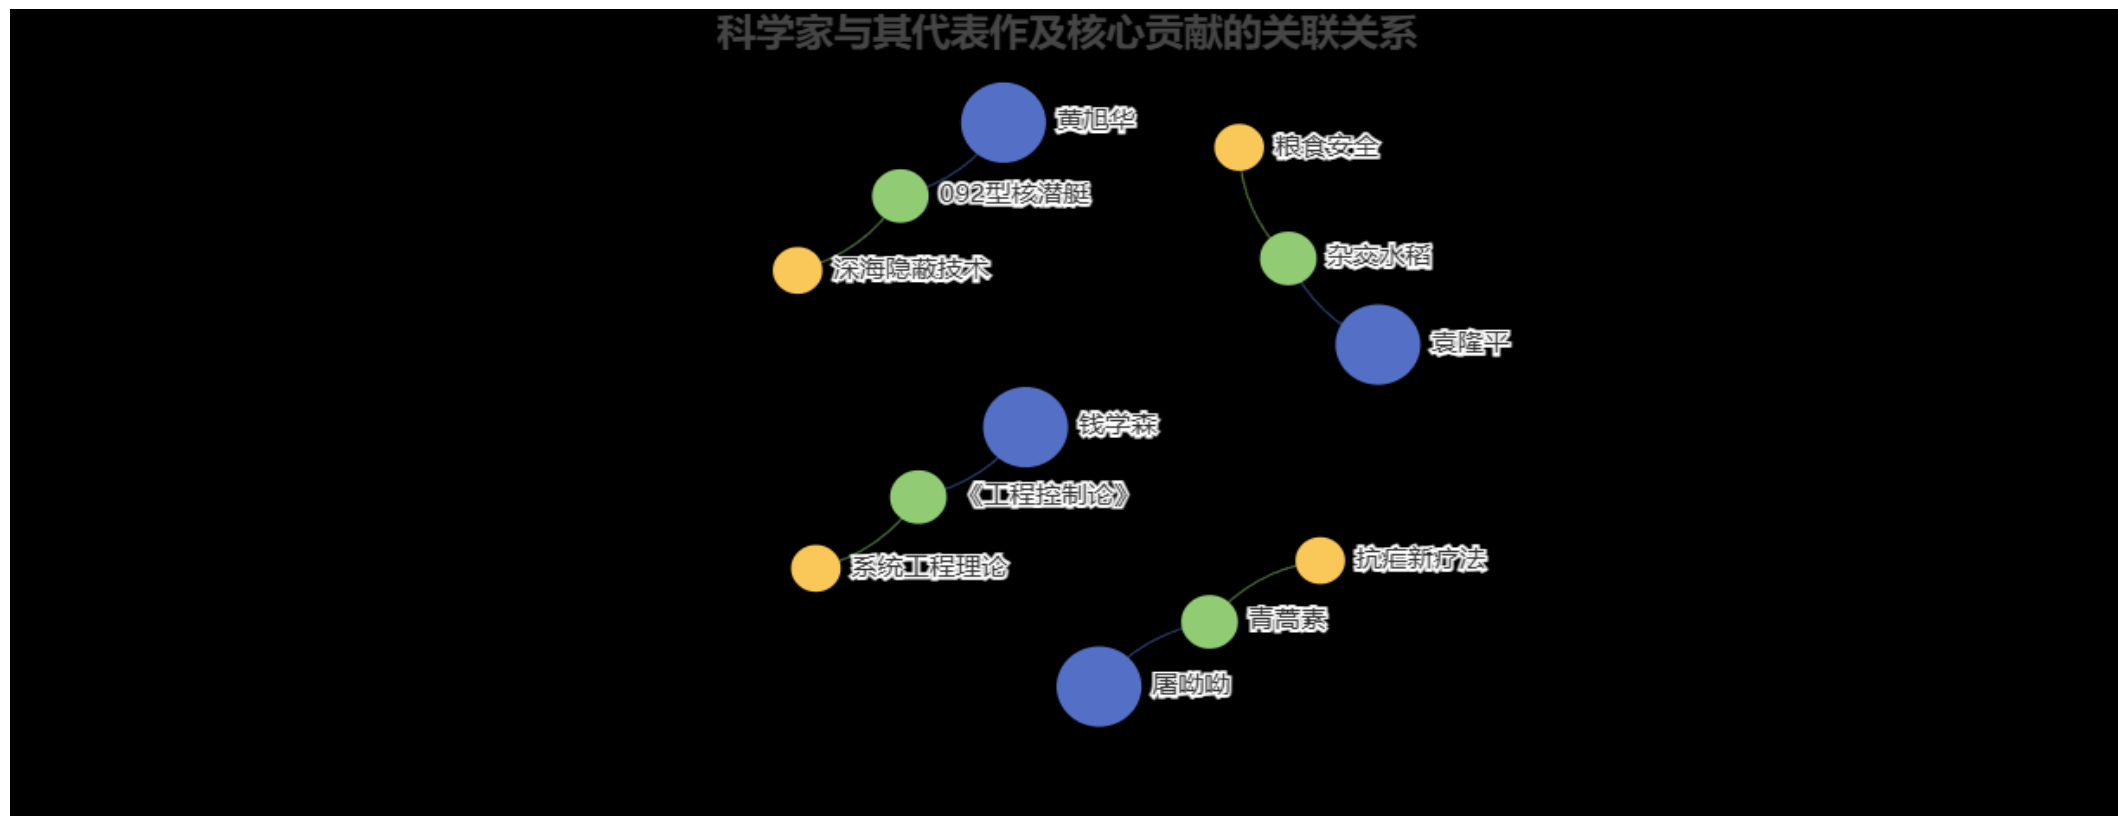 科学家与其代表作及核心贡献的关联关系
黄旭华
092型核潜艇
深海隐蔽技术
粮食安全
杂交水稻
袁隆平
钱学森
《工程控制论》
系统工程理论
抗疟新疗法
青蒿素
屠呦呦